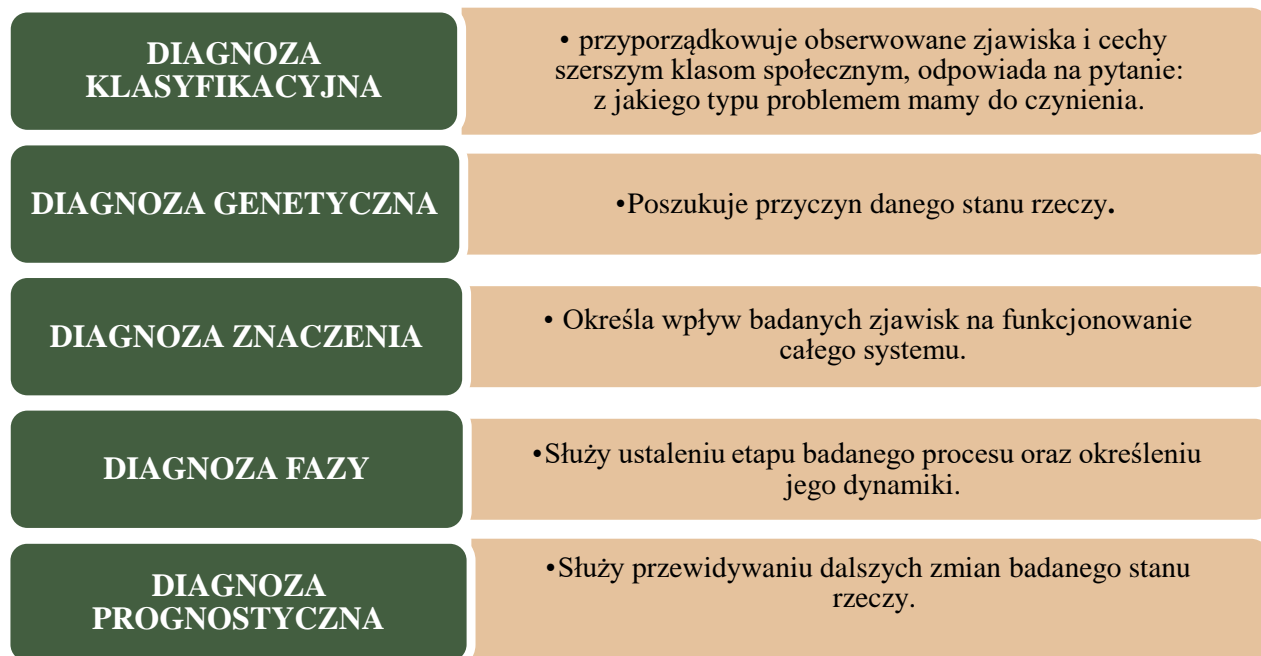 DIAGNOZA
KLASYFIKACYJNA
• przyporządkowuje obserwowane zjawiska i cechy
szerszym klasom społecznym, odpowiada na pytanie:
z jakiego typu problemem mamy do czynienia.
DIAGNOZA GENETYCZNA
•Poszukuje przyczyn danego stanu rzeczy.
DIAGNOZA ZNACZENIA
• Określa wpływ badanych zjawisk na funkcjonowanie
całego systemu.
DIAGNOZA FAZY
•Służy ustaleniu etapu badanego procesu oraz określeniu
jego dynamiki.
DIAGNOZA
PROGNOSTYCZNA
•Służy przewidywaniu dalszych zmian badanego stanu
rzeczy.